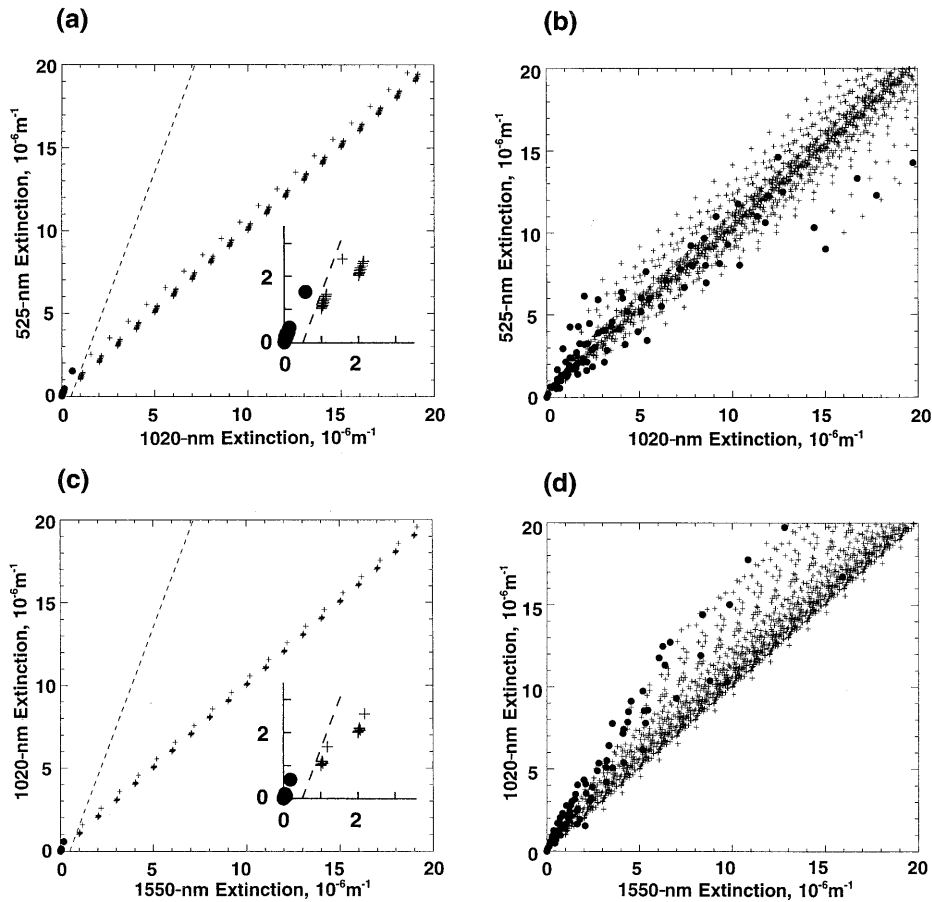 (a)
20
15
10
5
0
525-nm Extinction, 10⁻⁶m⁻¹
2
0
0 2
0 5 10 15 20
1020-nm Extinction, 10⁻⁶m⁻¹
(b)
20
15
10
5
0
525-nm Extinction, 10⁻⁶m⁻¹
0 5 10 15 20
1020-nm Extinction, 10⁻⁶m⁻¹
(c)
20
15
10
5
0
1020-nm Extinction, 10⁻⁶m⁻¹
2
0
0 2
0 5 10 15 20
1550-nm Extinction, 10⁻⁶m⁻¹
(d)
20
15
10
5
0
1020-nm Extinction, 10⁻⁶m⁻¹
0 5 10 15 20
1550-nm Extinction, 10⁻⁶m⁻¹